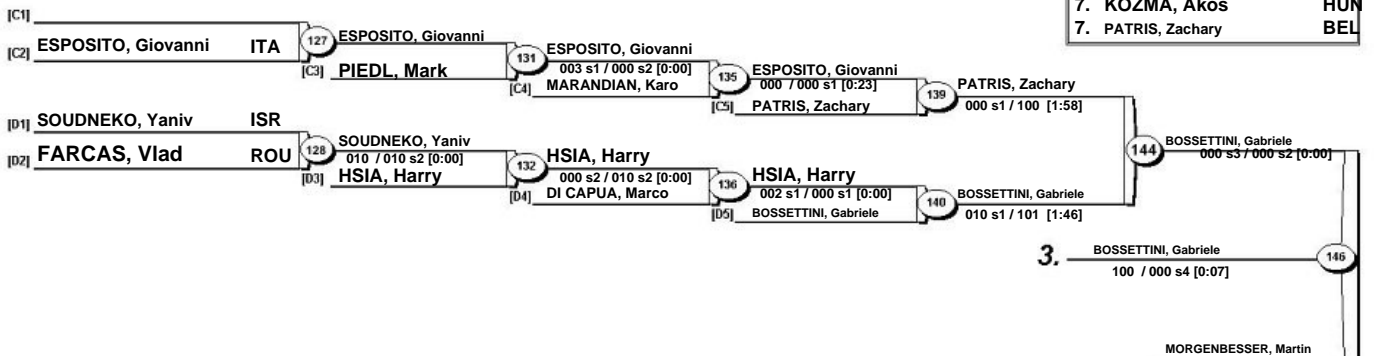 7. KOZMA, Akos HUN
7. PATRIS, Zachary BEL
[C1]
[C2] ESPOSITO, Giovanni ITA
127
ESPOSITO, Giovanni
[C3] PIEDL, Mark
131
ESPOSITO, Giovanni
003 s1 / 000 s2 [0:00]
[C4] MARANDIAN, Karo
135
ESPOSITO, Giovanni
000 / 000 s1 [0:23]
[C5] PATRIS, Zachary
139
PATRIS, Zachary
000 s1 / 100 [1:58]
[D1] SOUDNEKO, Yaniv ISR
[D2] FARCAS, Vlad ROU
128
SOUDNEKO, Yaniv
010 / 010 s2 [0:00]
[D3] HSIA, Harry
132
HSIA, Harry
000 s2 / 010 s2 [0:00]
[D4] DI CAPUA, Marco
136
HSIA, Harry
002 s1 / 000 s1 [0:00]
[D5] BOSSETTINI, Gabriele
140
BOSSETTINI, Gabriele
010 s1 / 101 [1:46]
144
BOSSETTINI, Gabriele
000 s3 / 000 s2 [0:00]
3. BOSSETTINI, Gabriele
100 / 000 s4 [0:07]
146
MORGENBESSER, Martin